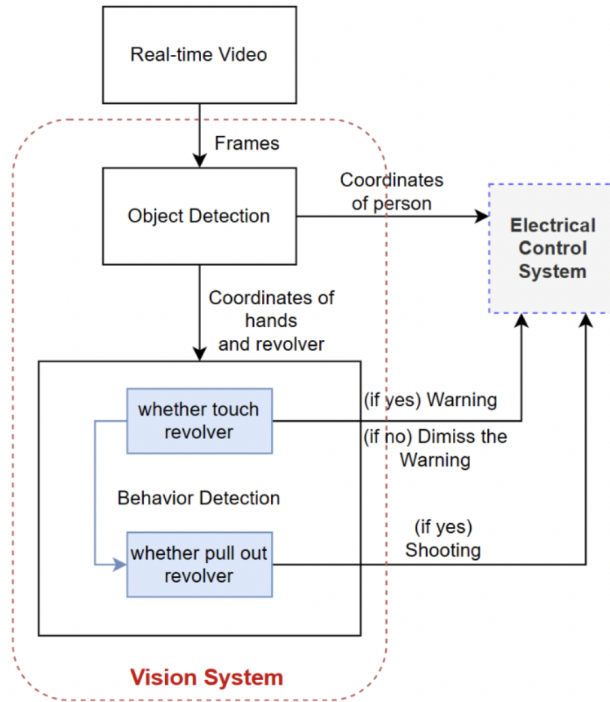 Real-time Video
Frames
Object Detection
Coordinates
of person
Electrical
Control
System
Coordinates of
hands
and revolver
whether touch
revolver
(if yes) Warning
(if no) Dimiss the
Warning
Behavior Detection
(if yes)
Shooting
whether pull out
revolver
Vision System